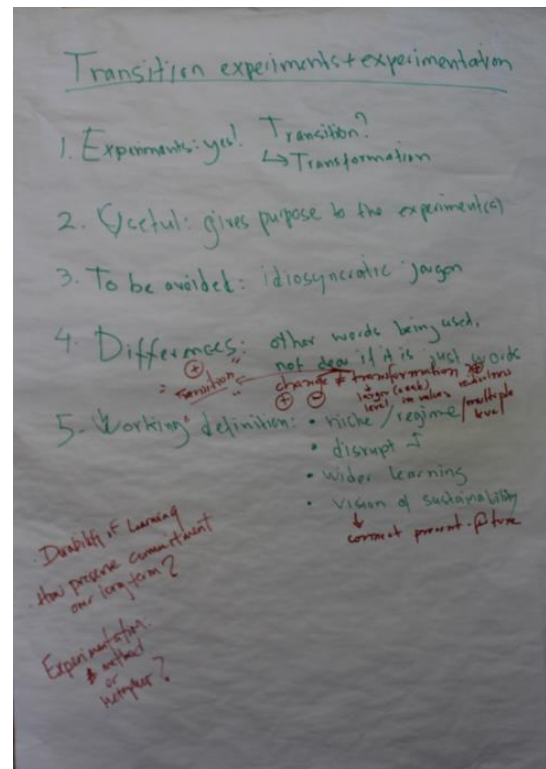 Transition experiments + experimentation
1. Experiments: yes! Transition?
↳ Transformation
2. Useful: gives purpose to the experiment(s)
3. To be avoided: idiosyncratic jargon
4. Differences: other words being used,
not clear if it is just words
"Transition" change ≠ transformation
level, in values
5. "Working" definition: • niche / regime / multiple level
• disrupt
• wider learning
• vision of sustainability
↓ connect present-future
· Durability of Learning
· How preserve commitment
over long-term?
Experimentation:
method
or
metaphor?